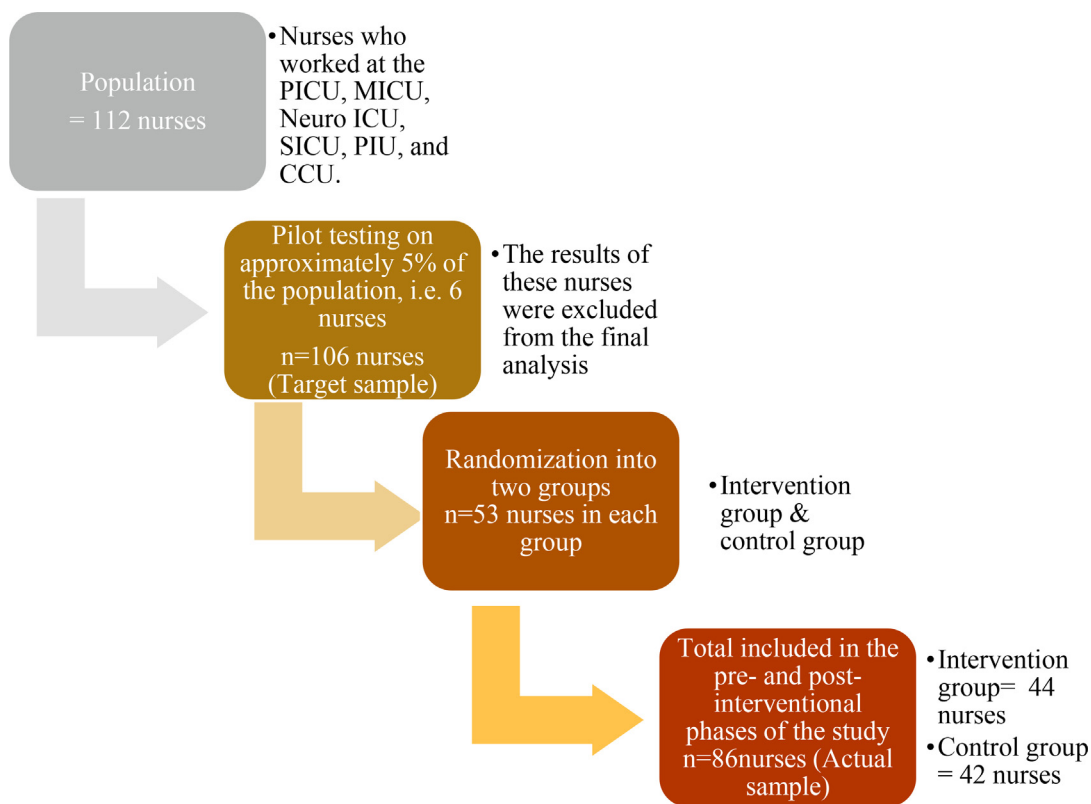 Population
= 112 nurses
•Nurses who
worked at the
PICU, MICU,
Neuro ICU,
SICU, PIU, and
CCU.
Pilot testing on
approximately 5% of
the population, i.e. 6
nurses
n=106 nurses
(Target sample)
•The results of
these nurses
were excluded
from the final
analysis
Randomization into
two groups
n=53 nurses in each
group
•Intervention
group &
control group
Total included in the
pre- and post-
interventional
phases of the study
n=86nurses (Actual
sample)
•Intervention
group= 44
nurses
•Control group
= 42 nurses